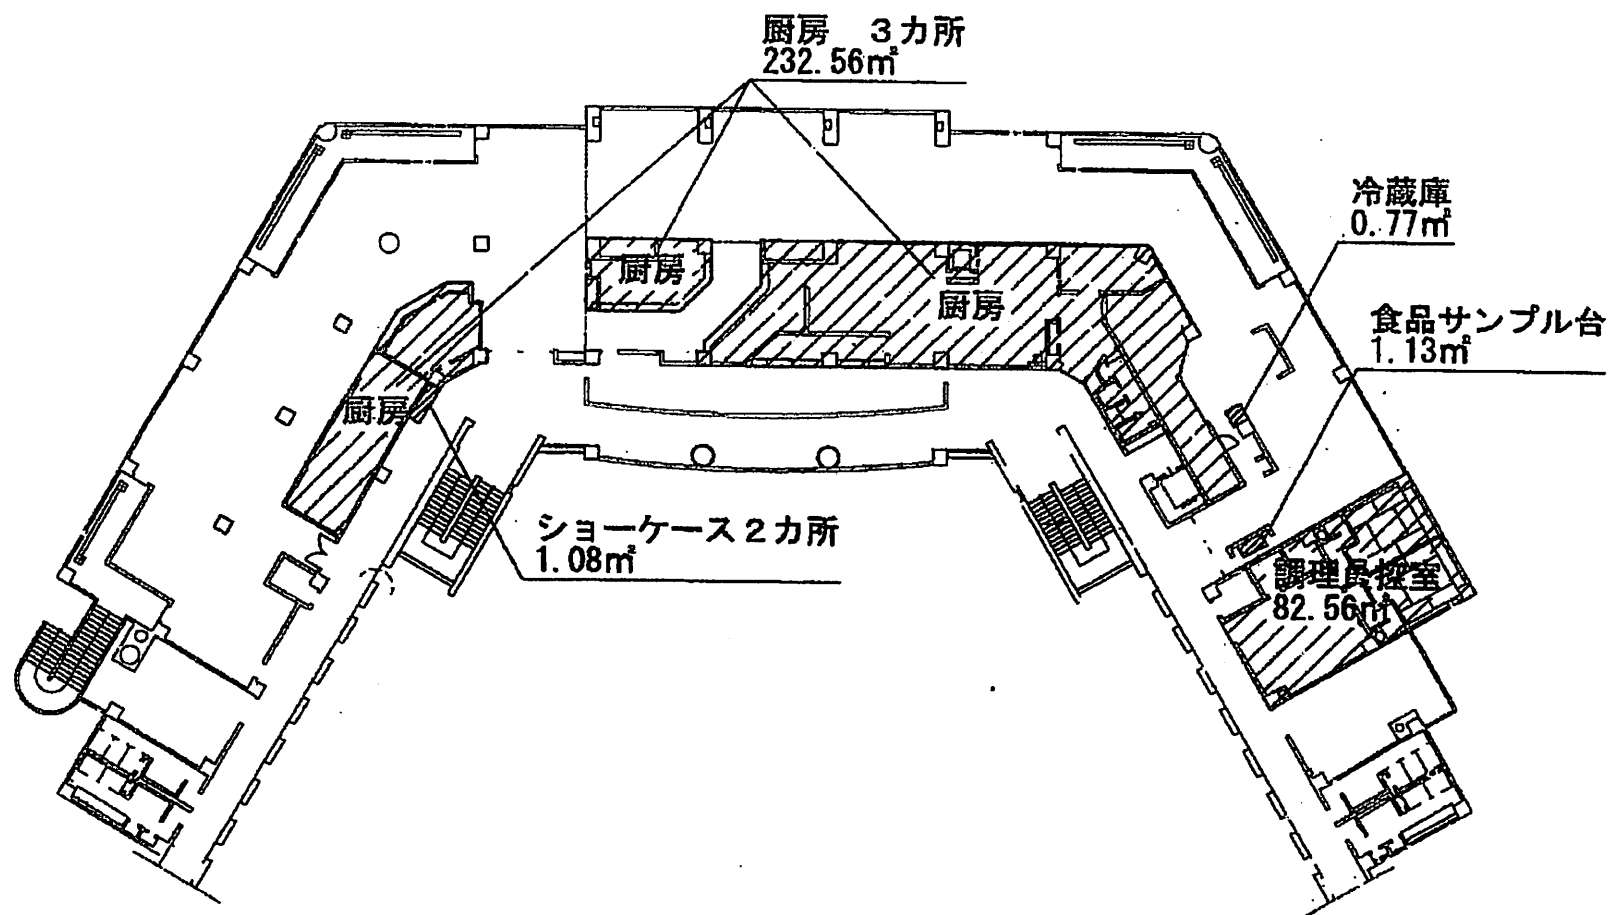 厨房 3カ所
232.56㎡
冷蔵庫
0.77㎡
食品サンプル台
1.13㎡
厨房
厨房
厨房
ショーケース2カ所
1.08㎡
調理員控室
82.56㎡